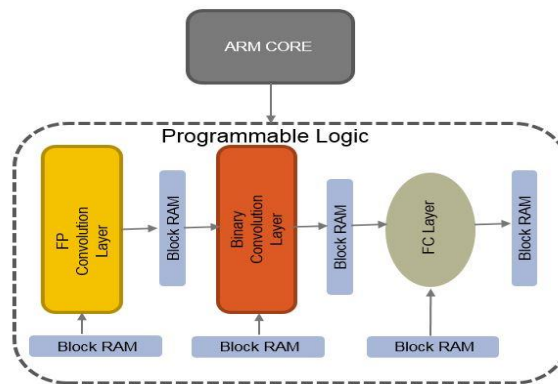 ARM CORE
Programmable Logic
FP
Convolution
Layer
Block RAM
Binary
Convolution
Layer
Block RAM
FC Layer
Block RAM
Block RAM
Block RAM
Block RAM